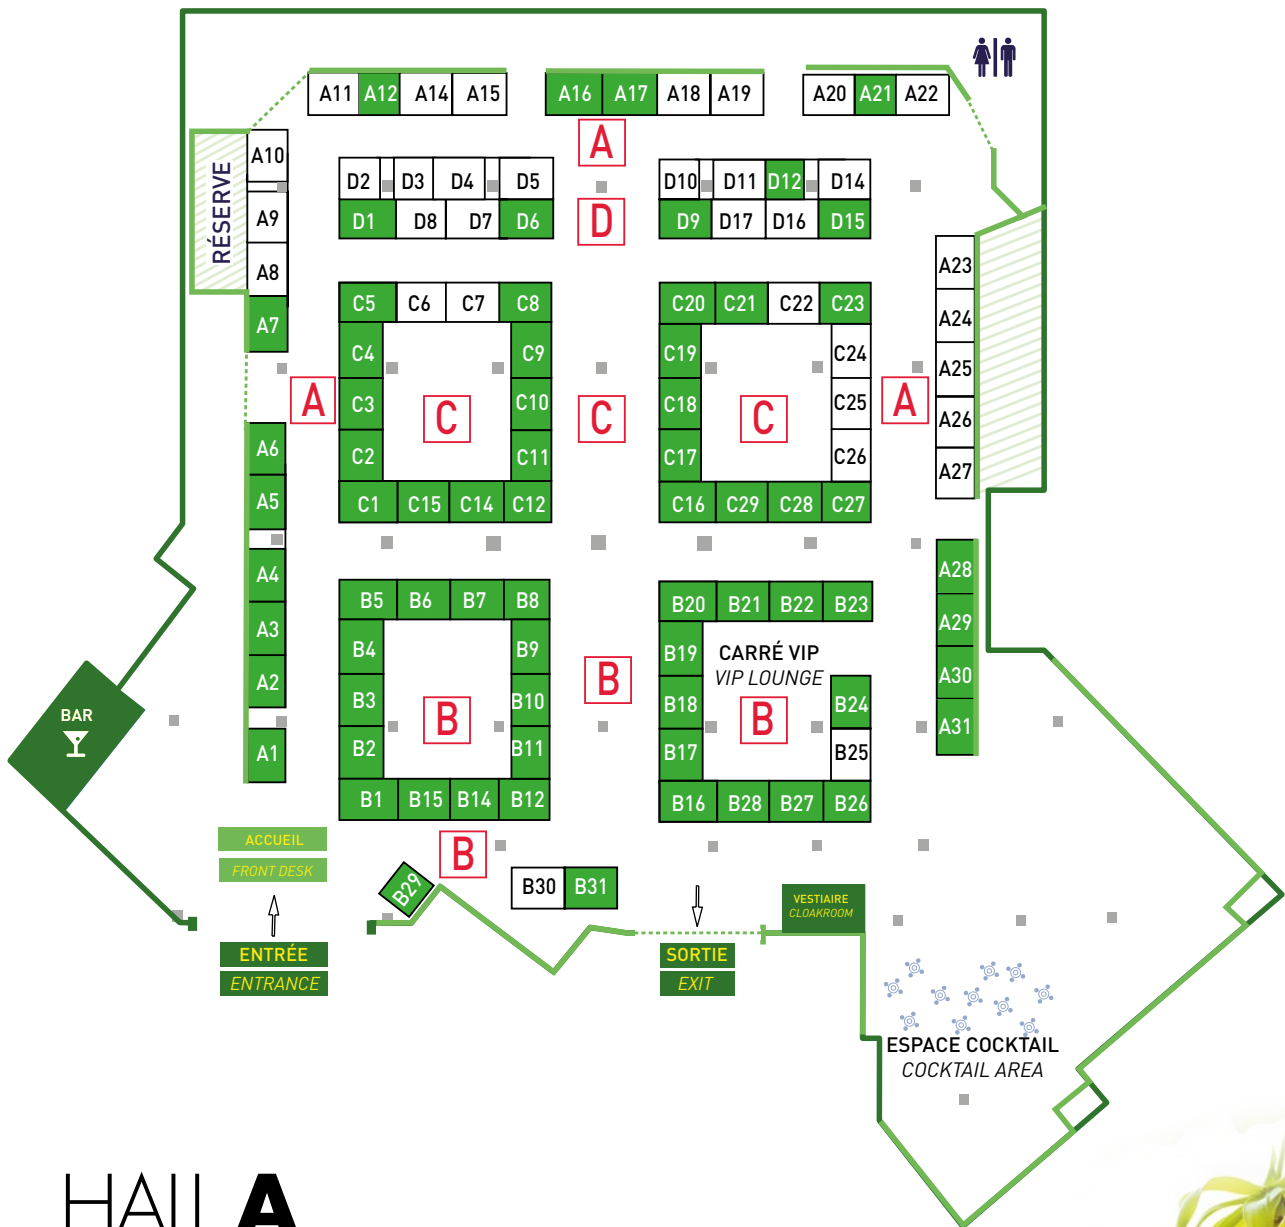 A11 A12 A14 A15 A16 A17 A18 A19 A20 A21 A22
A
A10
RÉSERVE
D2 D3 D4 D5 D10 D11 D12 D14
A9
D1 D8 D7 D6 D D9 D17 D16 D15
A8
A23
A7
C5 C6 C7 C8 C20 C21 C22 C23
A24
C4 C9 C19 C24
A25
A C3 C10 C18 C25 A
C C C
A26
A6
C2 C11 C17 C26
A27
A5
C1 C15 C14 C12 C16 C29 C28 C27
A4
A28
B5 B6 B7 B8 B20 B21 B22 B23
A3
A29
B4 B9 B19
CARRÉ VIP
VIP LOUNGE
A2
A30
B
B3 B10 B18 B24
BAR
B B
A31
A1
B2 B11 B17 B25
B1 B15 B14 B12 B16 B28 B27 B26
ACCUEIL
B
FRONT DESK
B29
B30 B31
VESTIAIRE
CLOAKROOM
ENTRÉE
ENTRANCE
SORTIE
EXIT
ESPACE COCKTAIL
COCKTAIL AREA
HALL A